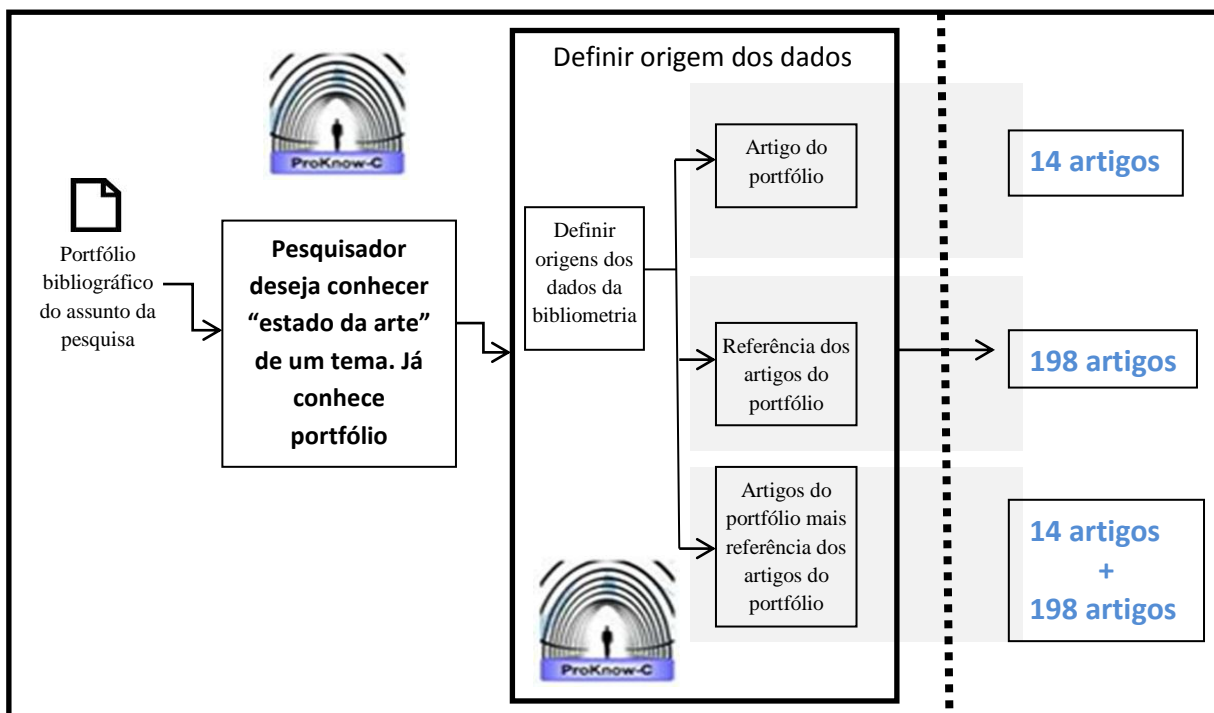 ProKnow-C
Portfólio
bibliográfico
do assunto da
pesquisa
Pesquisador
deseja conhecer
“estado da arte”
de um tema. Já
conhece
portfólio
Definir origem dos dados
Definir
origens dos
dados da
bibliometria
Artigo do
portfólio
Referência dos
artigos do
portfólio
Artigos do
portfólio mais
referência dos
artigos do
portfólio
ProKnow-C
14 artigos
198 artigos
14 artigos
+
198 artigos